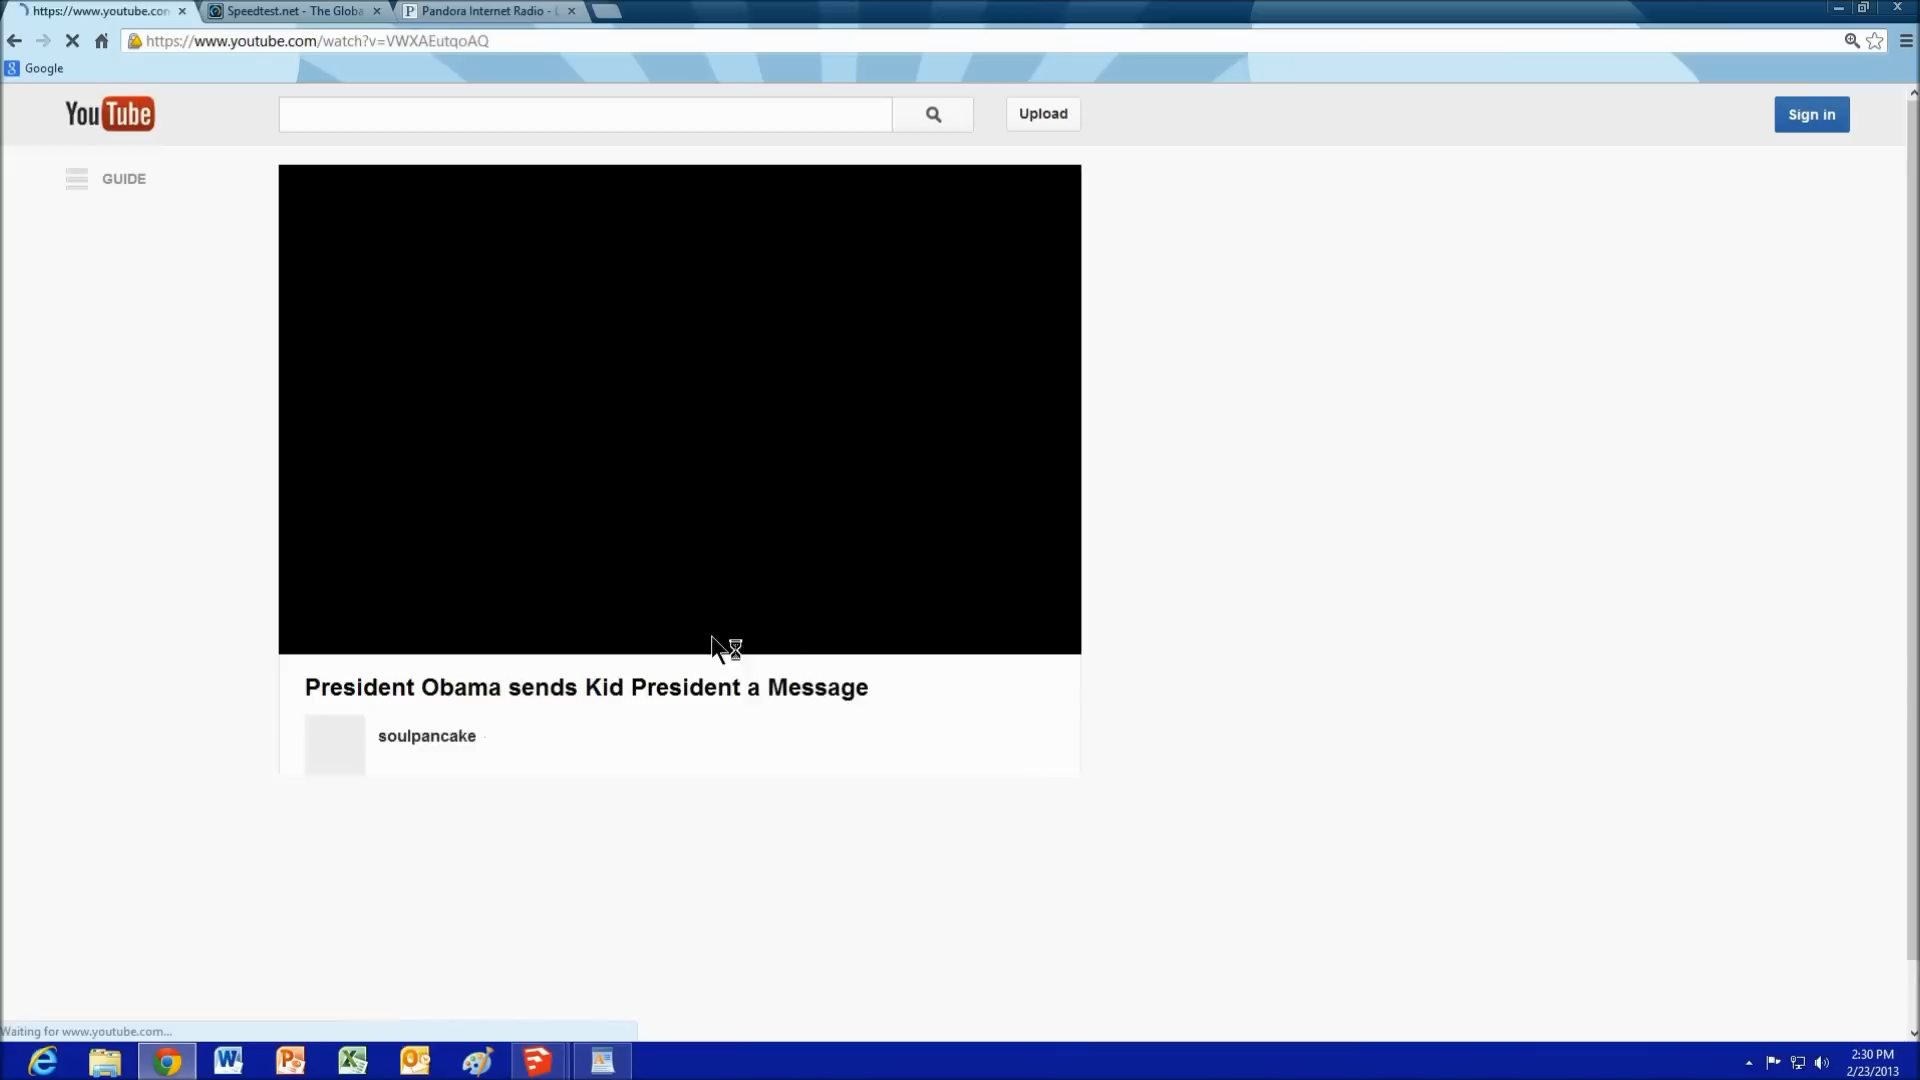 https://www.youtube.con
Speedtest.net - The Globa
Pandora Internet Radio - L
https://www.youtube.com/watch?v=VWXAEutqoAQ
Google
YouTube
Upload
Sign in
GUIDE
President Obama sends Kid President a Message
soulpancake
Waiting for www.youtube.com...
2:30 PM
2/23/2013